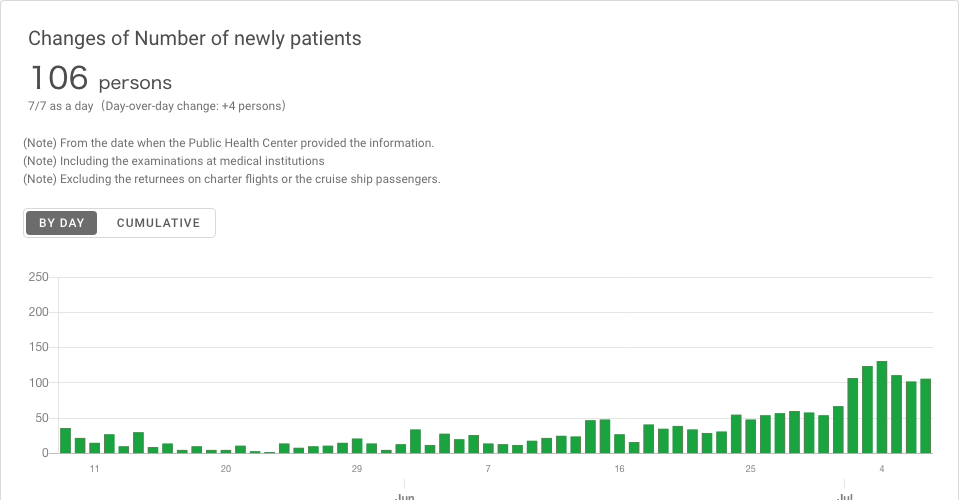 Changes of Number of newly patients
106 persons
7/7 as a day（Day-over-day change: +4 persons）
(Note) From the date when the Public Health Center provided the information.
(Note) Including the examinations at medical institutions
(Note) Excluding the returnees on charter flights or the cruise ship passengers.
BY DAY CUMULATIVE
250
200
150
100
50
0
11 20 29 7 16 25 4
Jun Jul